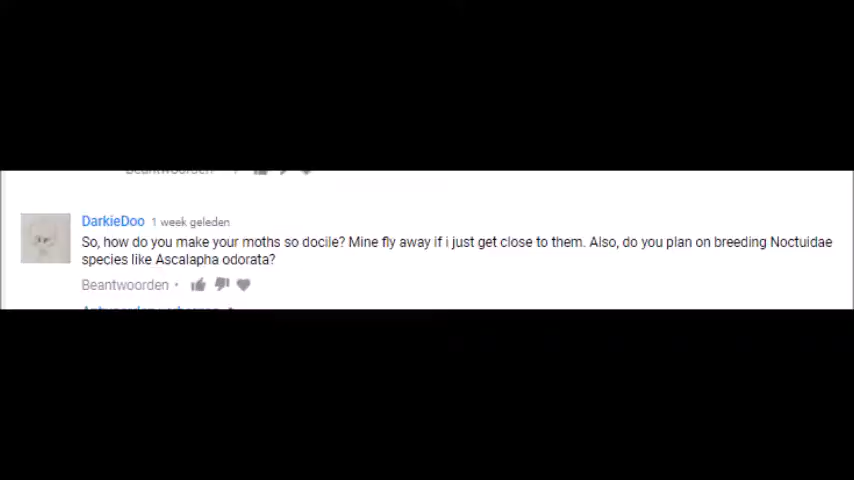 DarkieDoo 1 week geleden
So, how do you make your moths so docile? Mine fly away if i just get close to them. Also, do you plan on breeding Noctuidae
species like Ascalapha odorata?
Beantwoorden •